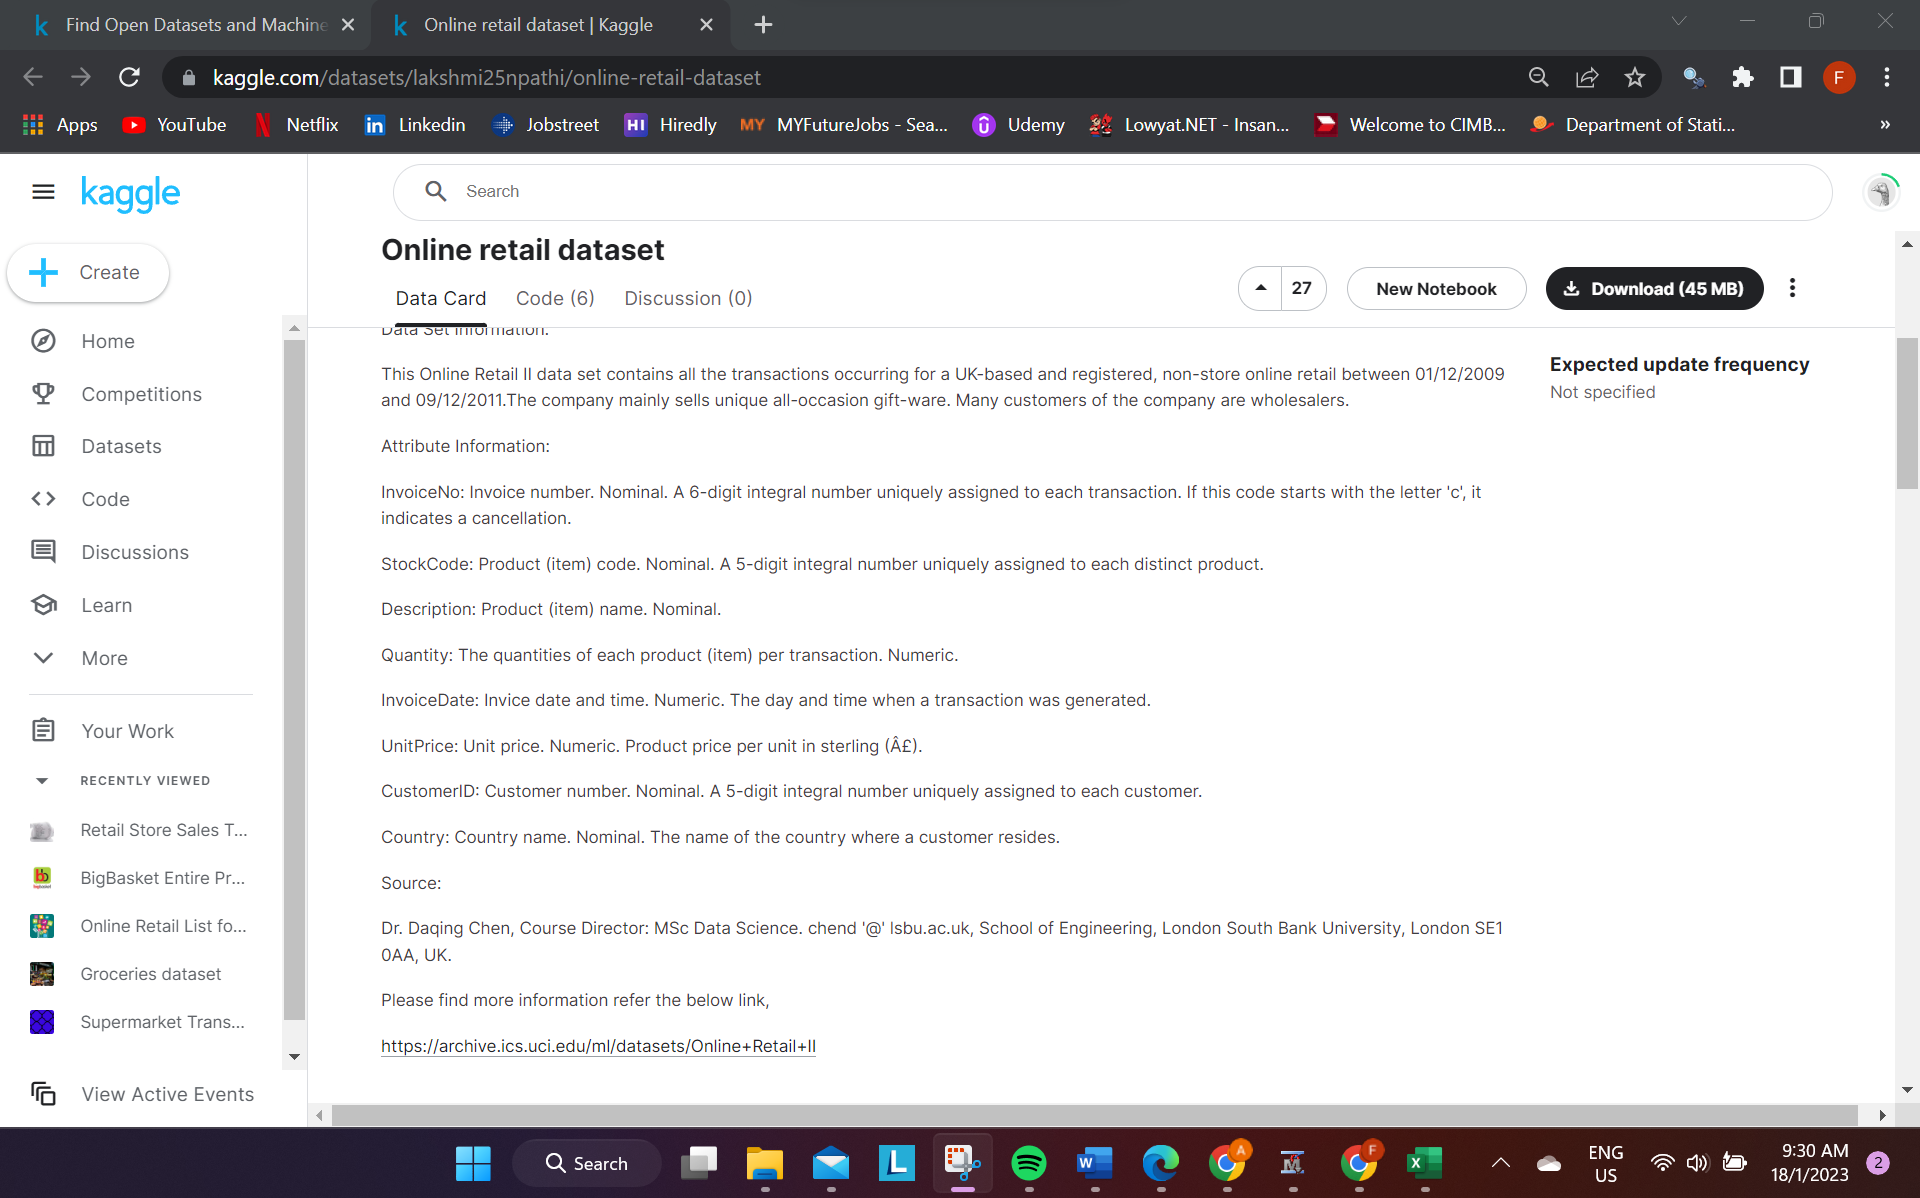 Find Open Datasets and Machine
Online retail dataset | Kaggle
kaggle.com/datasets/lakshmi25npathi/online-retail-dataset
F
Apps
YouTube
Netflix
Linkedin
Jobstreet
HI Hiredly
MY MYFutureJobs - Sea...
Udemy
Lowyat.NET - Insan...
Welcome to CIMB...
Department of Stati...
»
kaggle
Search
Create
Home
Competitions
Datasets
Code
Discussions
Learn
More
Your Work
RECENTLY VIEWED
Retail Store Sales T...
BigBasket Entire Pr...
Online Retail List fo...
Groceries dataset
Supermarket Trans...
View Active Events
Online retail dataset
Data Card
Code (6)
Discussion (0)
27
New Notebook
Download (45 MB)
Data Set Information:
This Online Retail II data set contains all the transactions occurring for a UK-based and registered, non-store online retail between 01/12/2009
and 09/12/2011.The company mainly sells unique all-occasion gift-ware. Many customers of the company are wholesalers.
Attribute Information:
InvoiceNo: Invoice number. Nominal. A 6-digit integral number uniquely assigned to each transaction. If this code starts with the letter 'c', it
indicates a cancellation.
StockCode: Product (item) code. Nominal. A 5-digit integral number uniquely assigned to each distinct product.
Description: Product (item) name. Nominal.
Quantity: The quantities of each product (item) per transaction. Numeric.
InvoiceDate: Invice date and time. Numeric. The day and time when a transaction was generated.
UnitPrice: Unit price. Numeric. Product price per unit in sterling (Â£).
CustomerID: Customer number. Nominal. A 5-digit integral number uniquely assigned to each customer.
Country: Country name. Nominal. The name of the country where a customer resides.
Source:
Dr. Daqing Chen, Course Director: MSc Data Science. chend '@' lsbu.ac.uk, School of Engineering, London South Bank University, London SE1
0AA, UK.
Please find more information refer the below link,
https://archive.ics.uci.edu/ml/datasets/Online+Retail+II
Expected update frequency
Not specified
Search
L
W
A
F
X
ENG
US
9:30 AM
18/1/2023
2